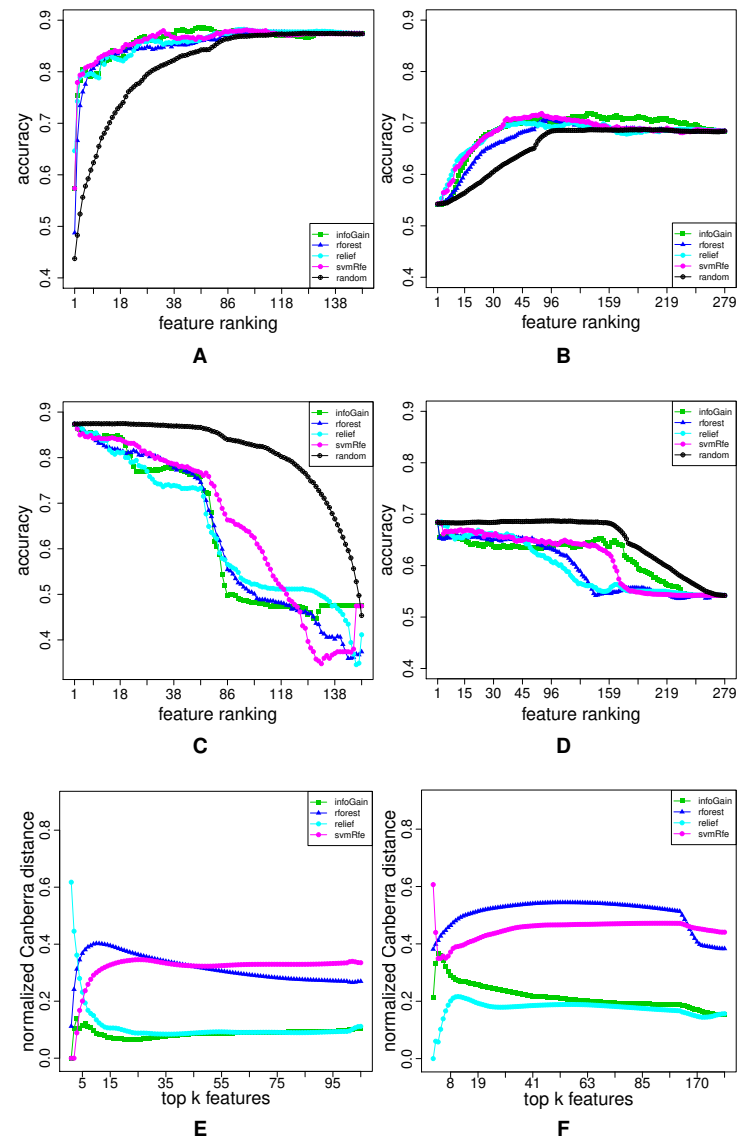 accuracy
0.4 0.5 0.6 0.7 0.8 0.9
infoGain
rforest
relief
svmRfe
random
1 18 38 86 118 138
feature ranking
A
accuracy
0.4 0.5 0.6 0.7 0.8 0.9
infoGain
rforest
relief
svmRfe
random
1 15 30 45 96 159 219 279
feature ranking
B
accuracy
0.4 0.5 0.6 0.7 0.8 0.9
infoGain
rforest
relief
svmRfe
random
1 18 38 86 118 138
feature ranking
C
accuracy
0.4 0.5 0.6 0.7 0.8 0.9
infoGain
rforest
relief
svmRfe
random
1 15 30 45 96 159 219 279
feature ranking
D
normalized Canberra distance
0.0 0.2 0.4 0.6 0.8
infoGain
rforest
relief
svmRfe
5 15 35 55 75 95
top k features
E
normalized Canberra distance
0.0 0.2 0.4 0.6 0.8
infoGain
rforest
relief
svmRfe
8 19 41 63 85 170
top k features
F